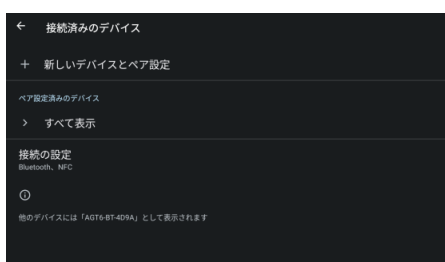 接続済みのデバイス
新しいデバイスとペア設定
ペア設定済みのデバイス
すべて表示
接続の設定
Bluetooth、NFC
他のデバイスには「AGT6-BT-4D9A」として表示されます